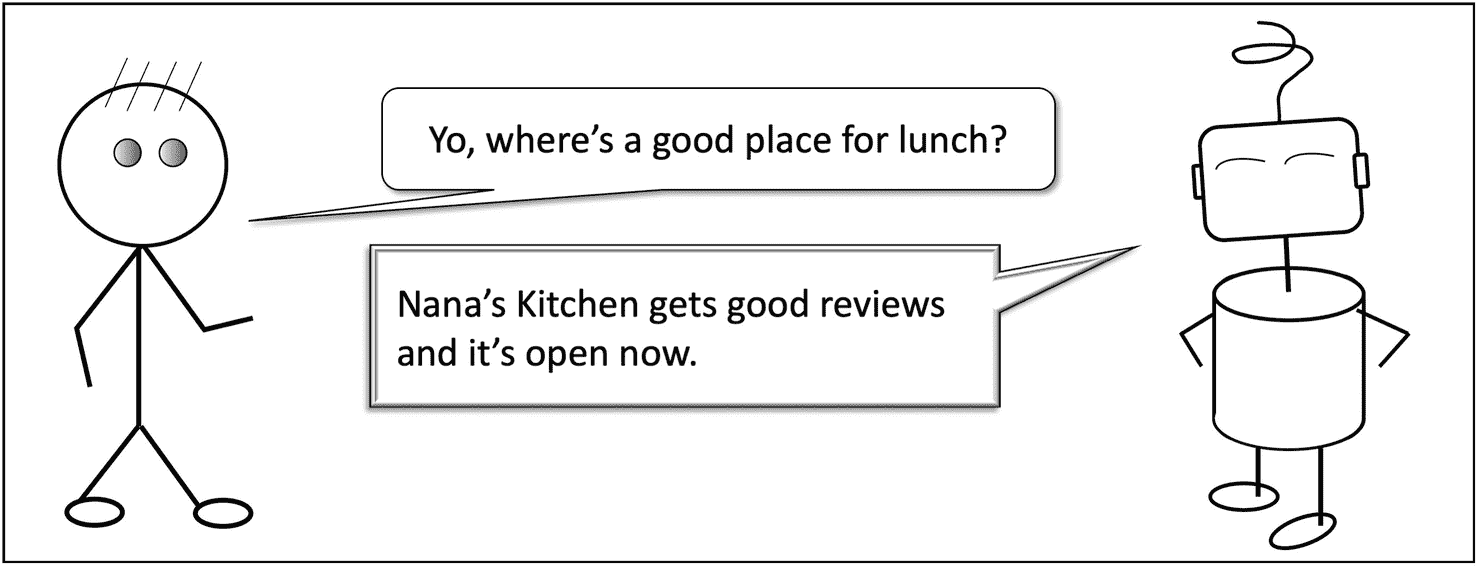 Yo, where’s a good place for lunch?
Nana’s Kitchen gets good reviews
and it’s open now.